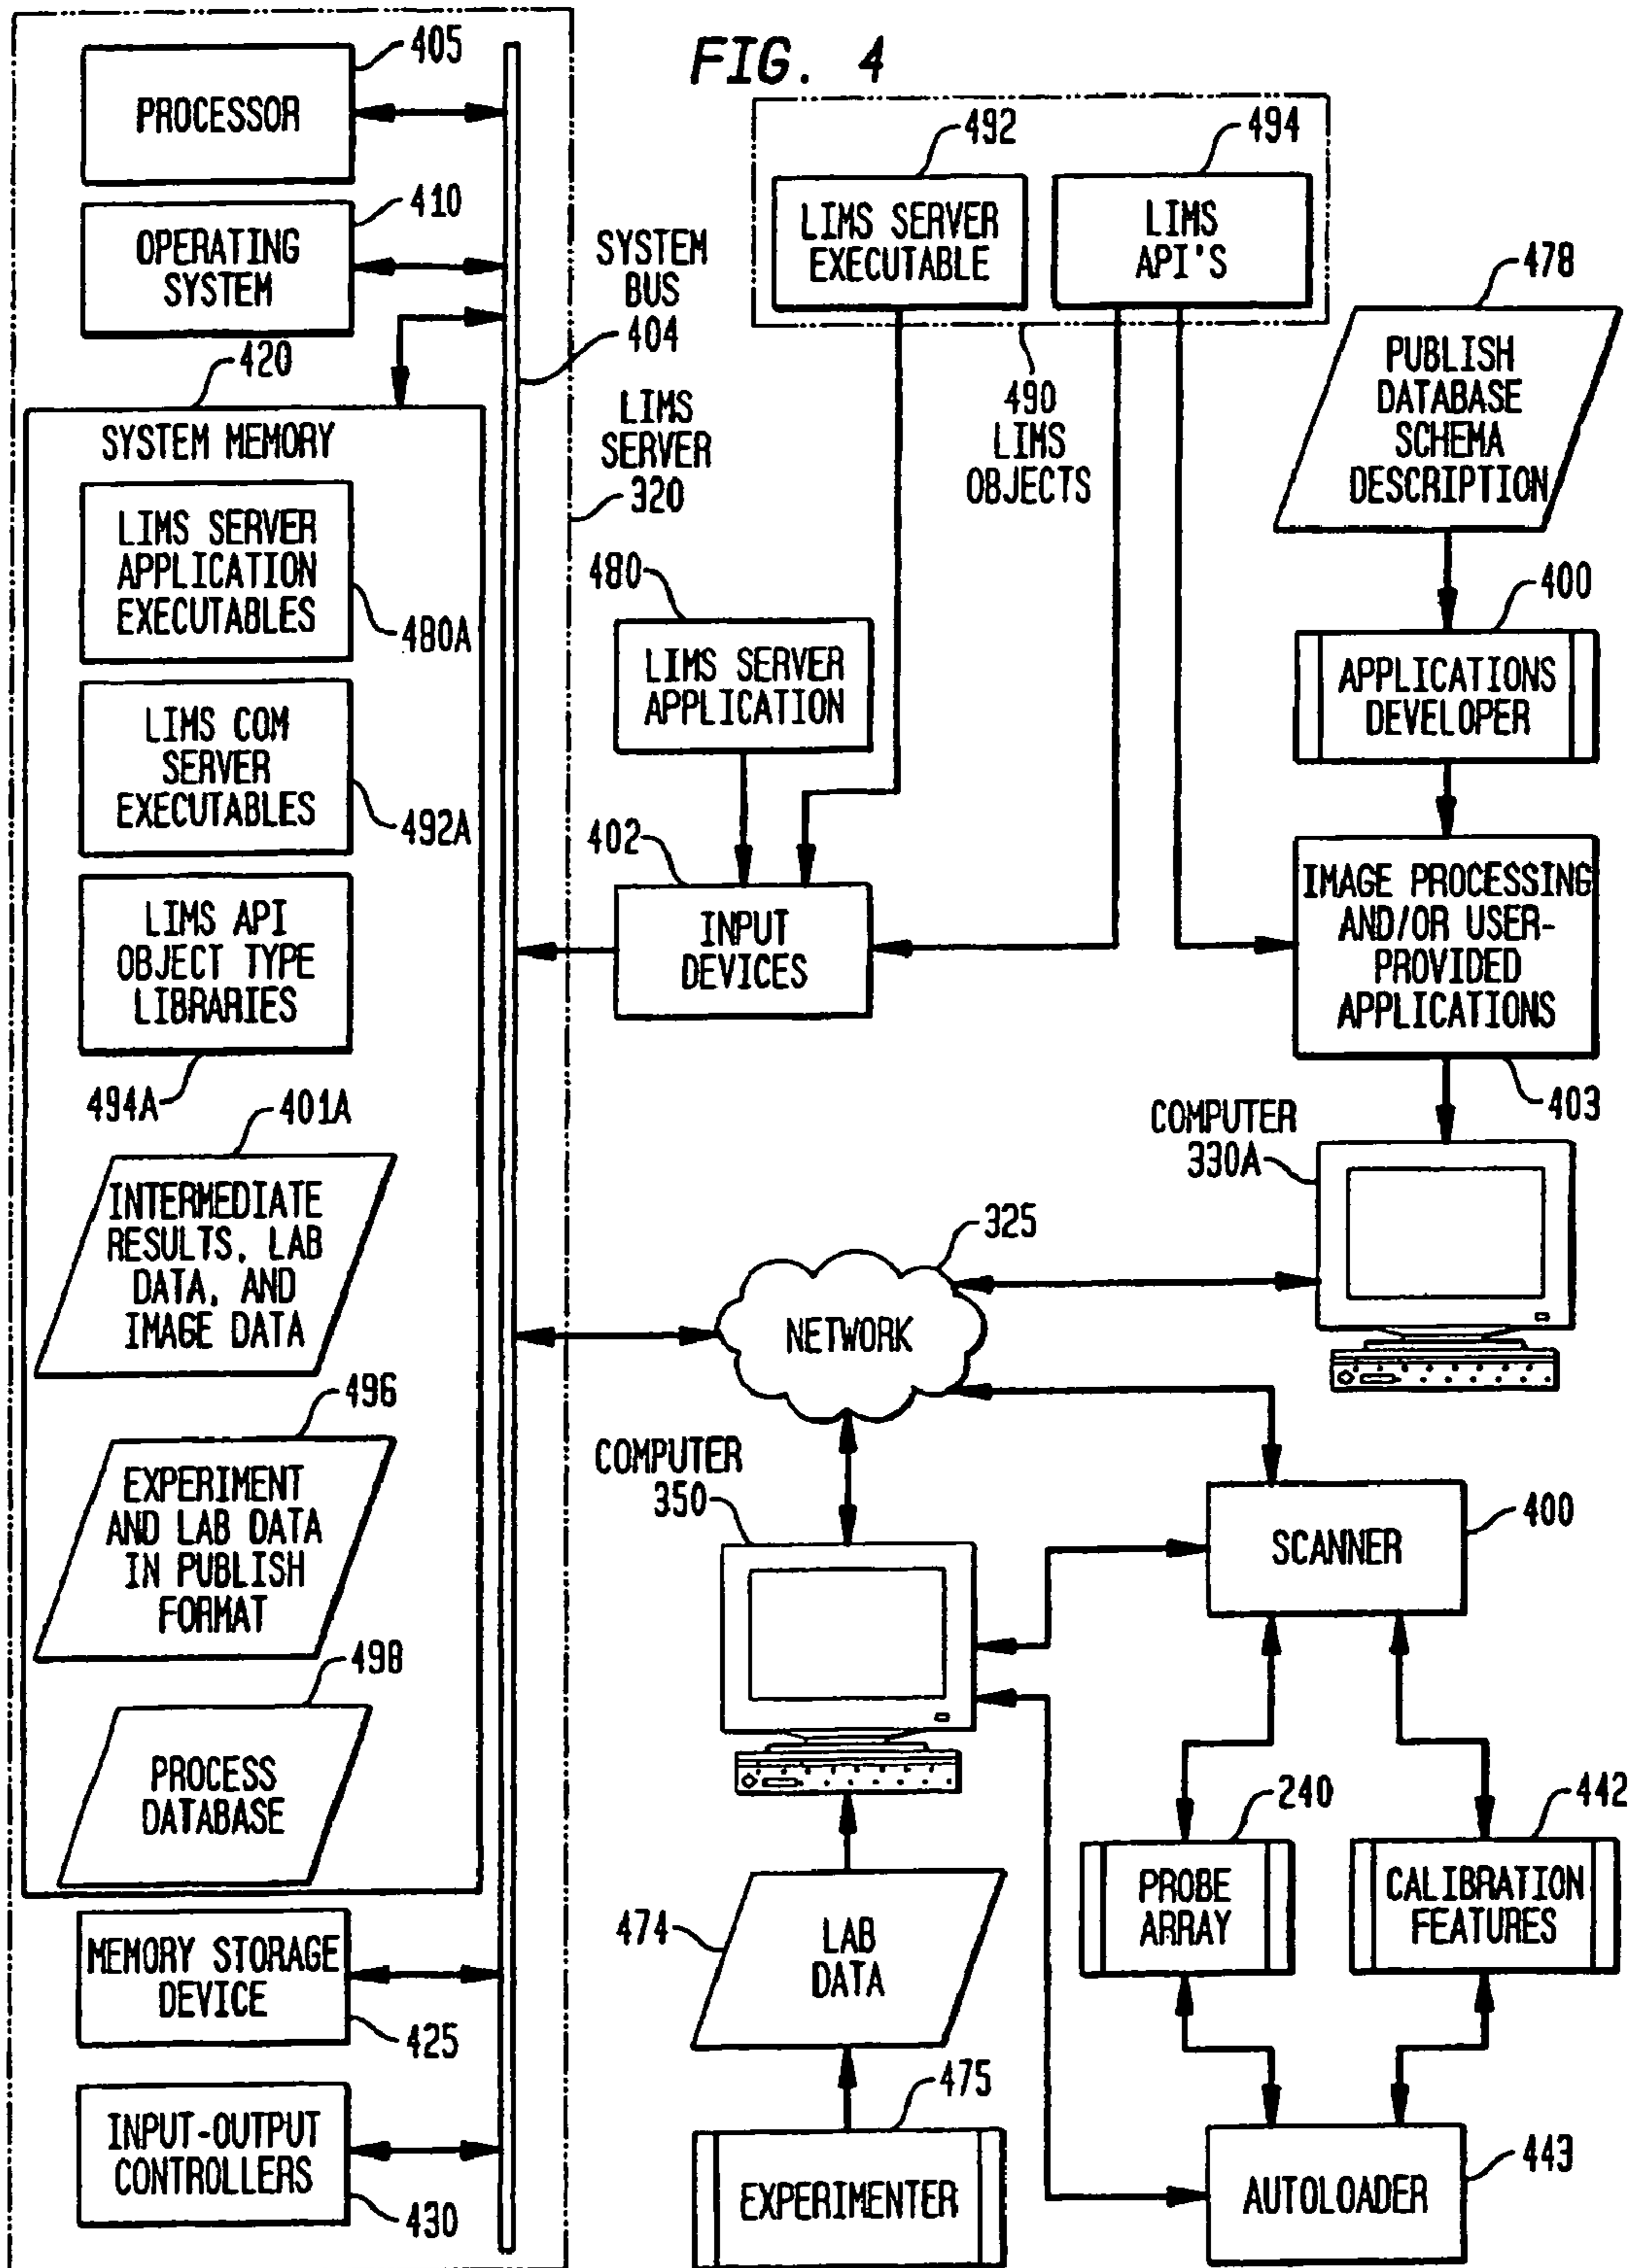 FIG. 4
405
PROCESSOR
410
OPERATING
SYSTEM
SYSTEM
BUS
404
420
SYSTEM MEMORY
LIMS
SERVER
320
LIMS SERVER
APPLICATION
EXECUTABLES
480A
LIMS COM
SERVER
EXECUTABLES
492A
LIMS API
OBJECT TYPE
LIBRARIES
494A
401A
INTERMEDIATE
RESULTS, LAB
DATA, AND
IMAGE DATA
496
EXPERIMENT
AND LAB DATA
IN PUBLISH
FORMAT
498
PROCESS
DATABASE
MEMORY STORAGE
DEVICE
425
INPUT-OUTPUT
CONTROLLERS
430
492
LIMS SERVER
EXECUTABLE
494
LIMS
API'S
490
LIMS
OBJECTS
478
PUBLISH
DATABASE
SCHEMA
DESCRIPTION
480
LIMS SERVER
APPLICATION
400
APPLICATIONS
DEVELOPER
402
INPUT
DEVICES
IMAGE PROCESSING
AND/OR USER-
PROVIDED
APPLICATIONS
403
COMPUTER
330A
325
NETWORK
COMPUTER
350
SCANNER
400
240
PROBE
ARRAY
442
CALIBRATION
FEATURES
474
LAB
DATA
475
EXPERIMENTER
AUTOLOADER
443